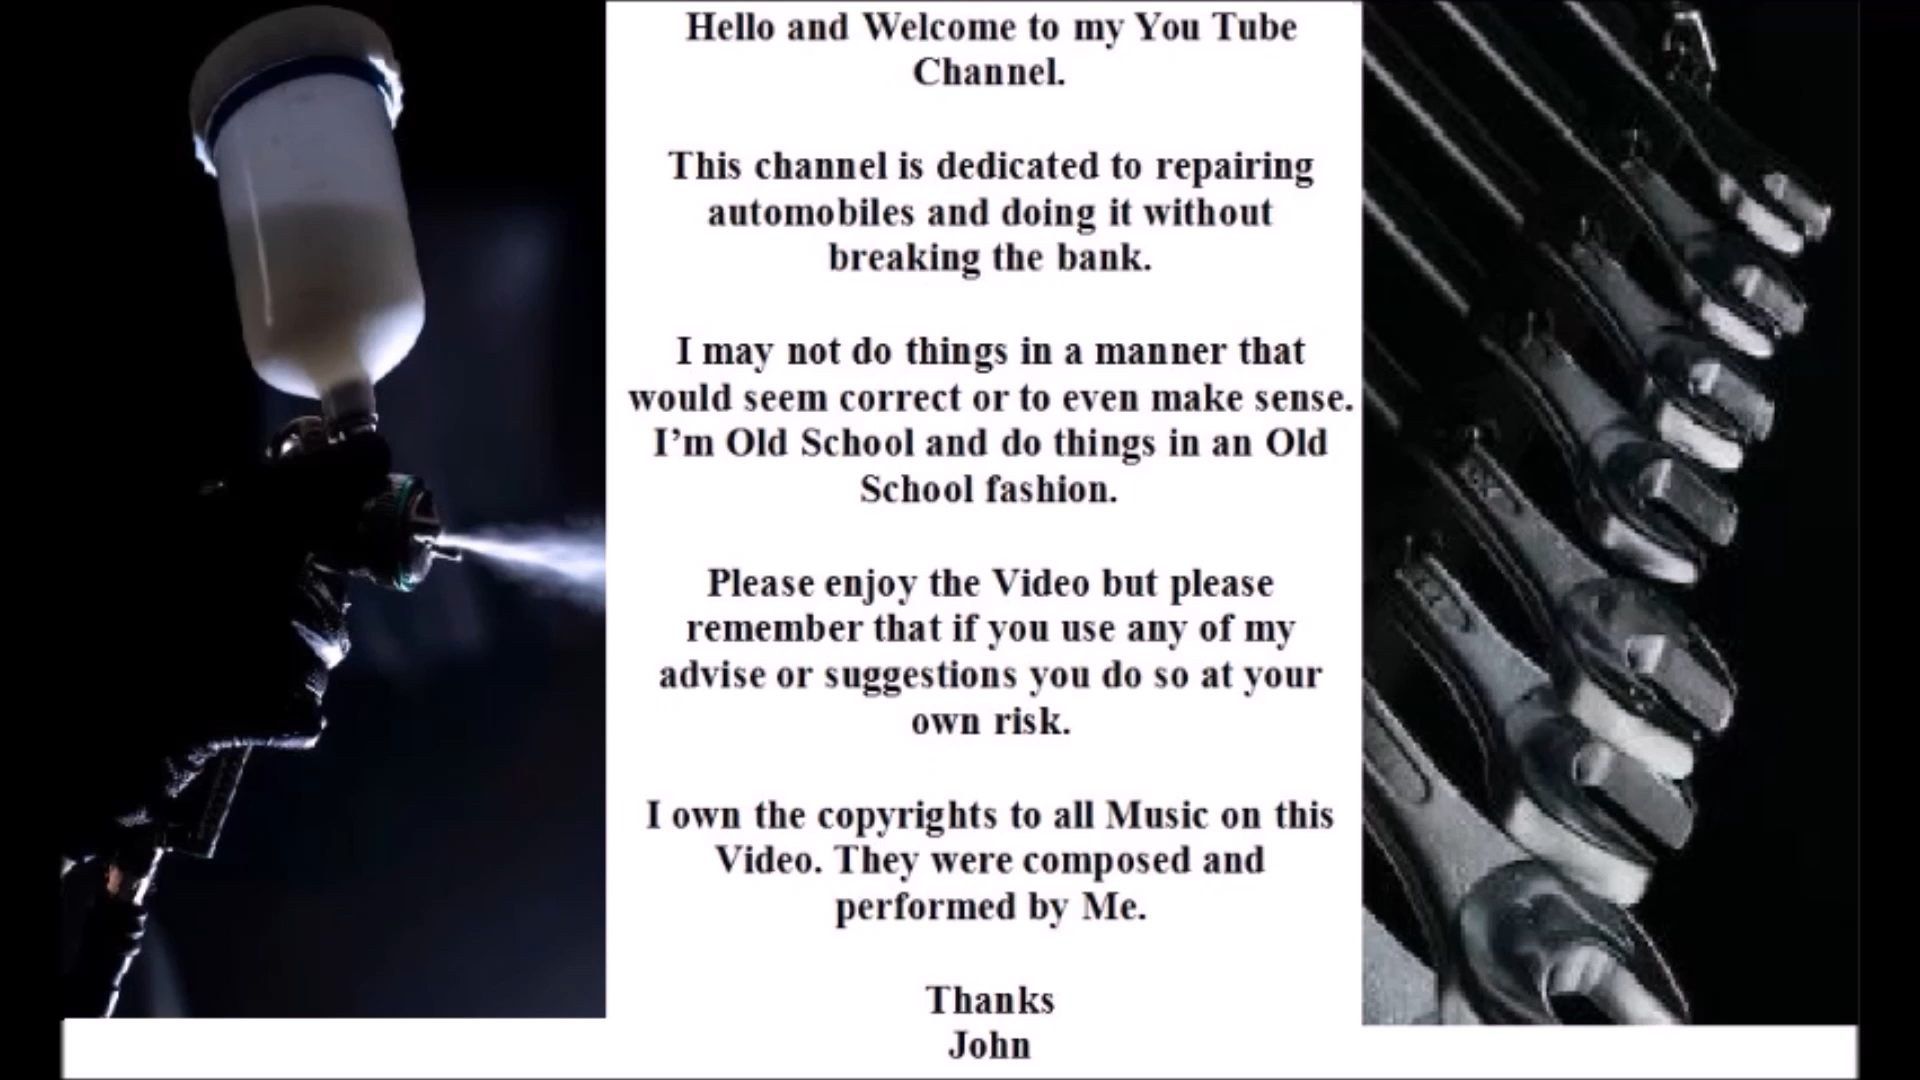 Hello and Welcome to my You Tube
Channel.
This channel is dedicated to repairing
automobiles and doing it without
breaking the bank.
I may not do things in a manner that
would seem correct or to even make sense.
I’m Old School and do things in an Old
School fashion.
Please enjoy the Video but please
remember that if you use any of my
advise or suggestions you do so at your
own risk.
I own the copyrights to all Music on this
Video. They were composed and
performed by Me.
Thanks
John